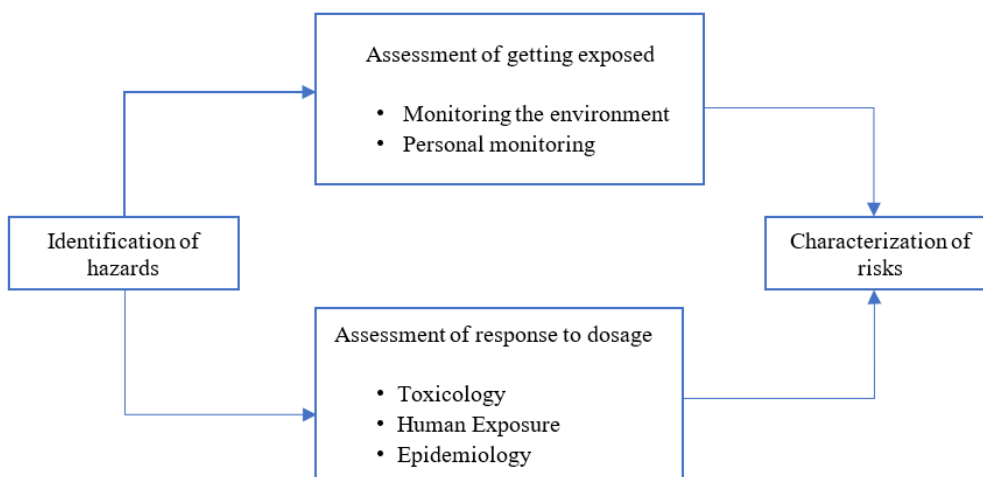 Assessment of getting exposed
• Monitoring the environment
• Personal monitoring
Identification of
hazards
Characterization of
risks
Assessment of response to dosage
• Toxicology
• Human Exposure
• Epidemiology